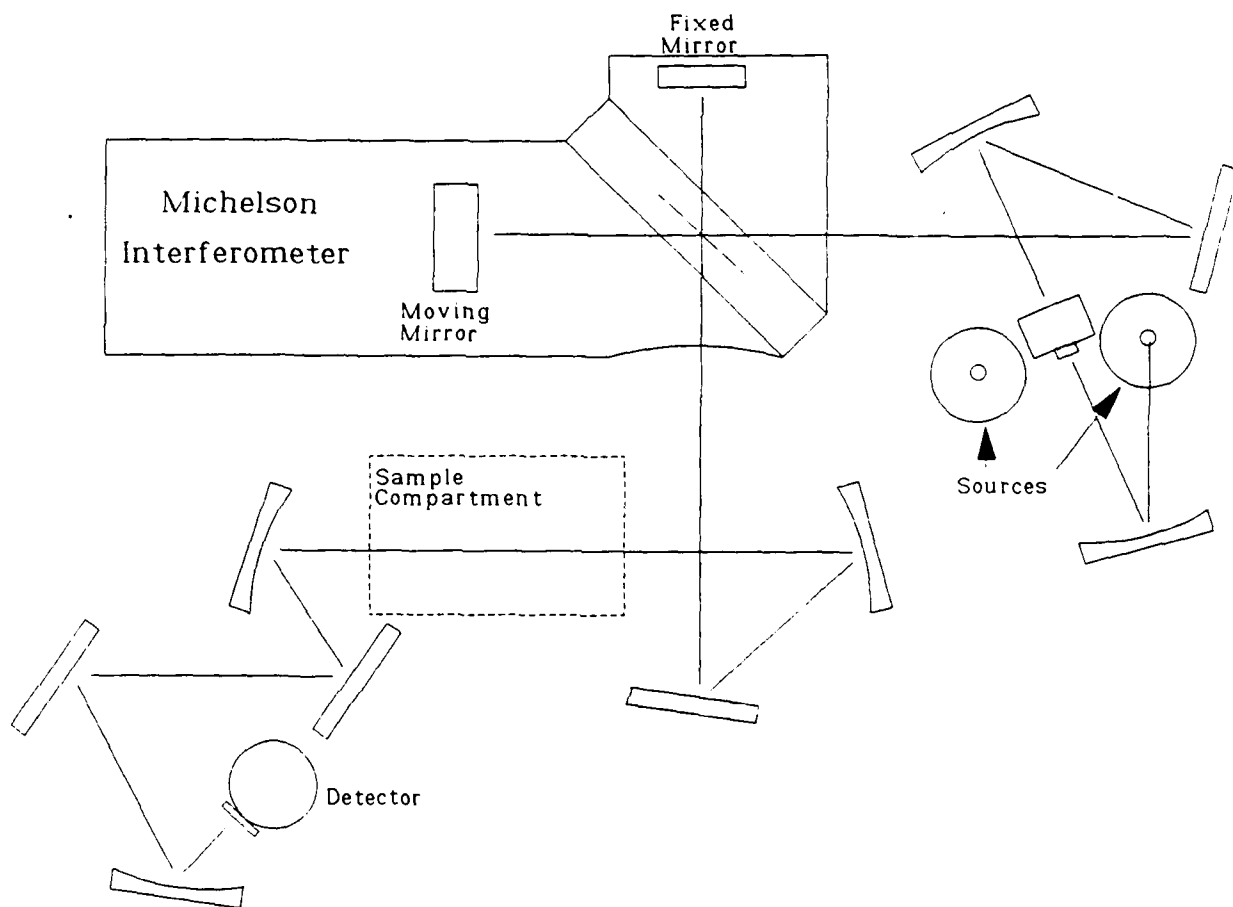 Fixed
Mirror
Michelson
Interferometer
Moving
Mirror
Sample
Compartment
Sources
Detector